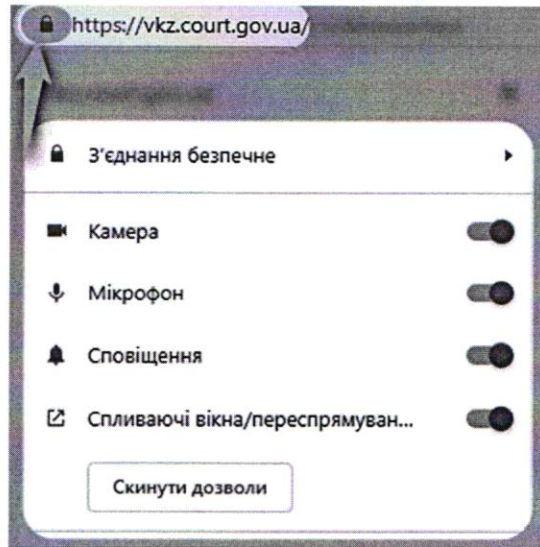 https://vkz.court.gov.ua/
З'єднання безпечне
Камера
Мікрофон
Сповіщення
Спливаючі вікна/переспрямуван...
Скинути дозволи